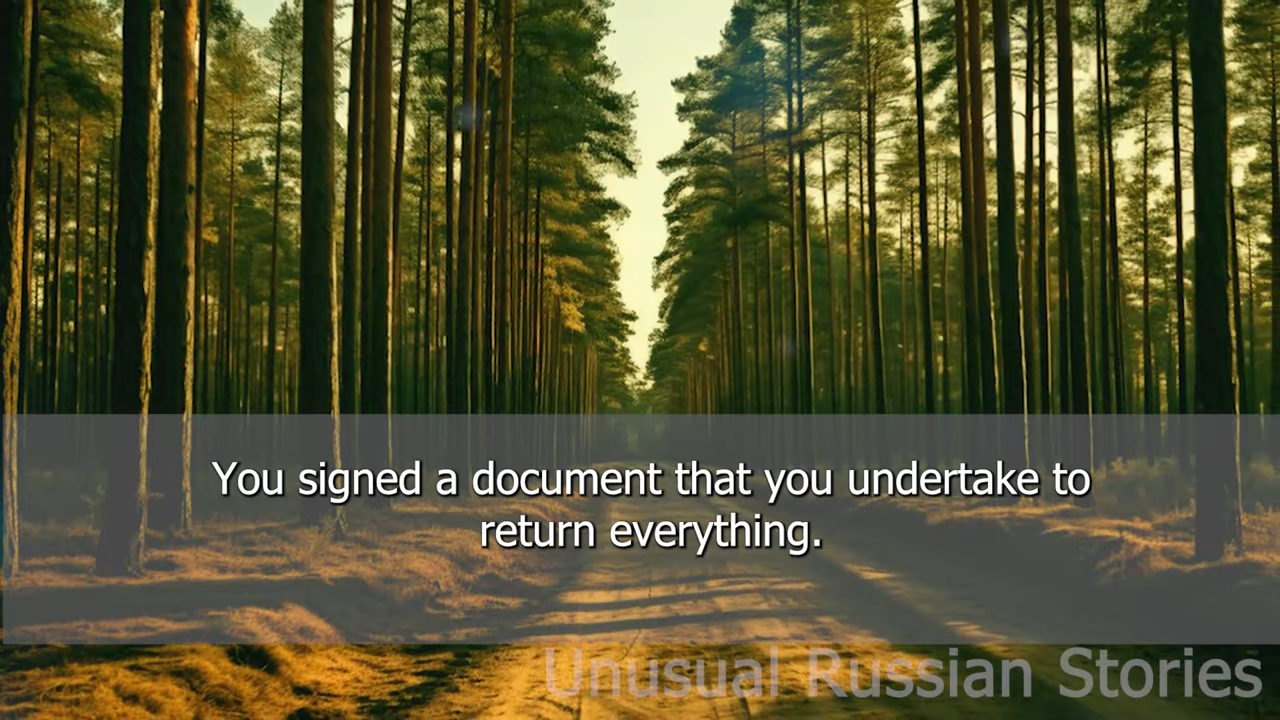 You signed a document that you undertake to
return everything.
Unusual Russian Stories